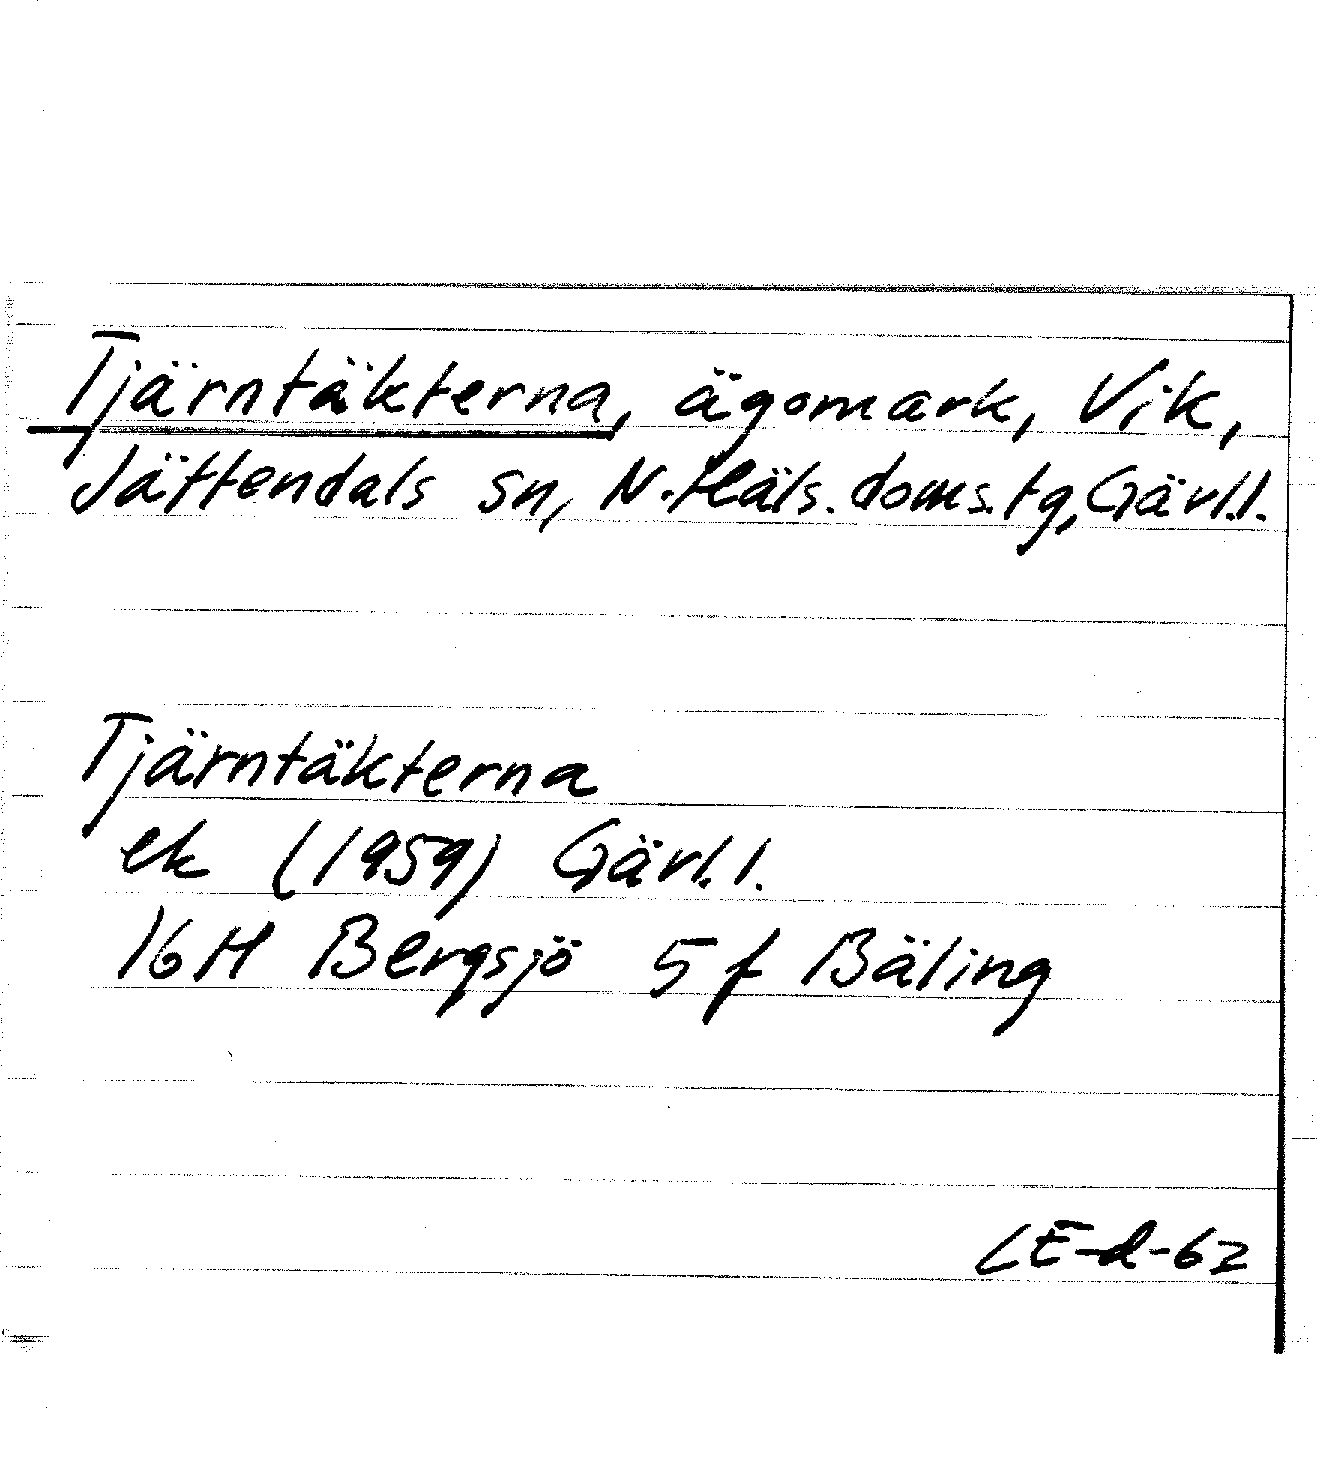 Tjärntäkterna, ägomark, Vik,
Jättendals sn, N. Häls. doms. tg, Gävl.l.
Tjärntäkterna
ek (1959) Gävl.l.
16H Bergsjö 5 f Bäling
LE-d-62